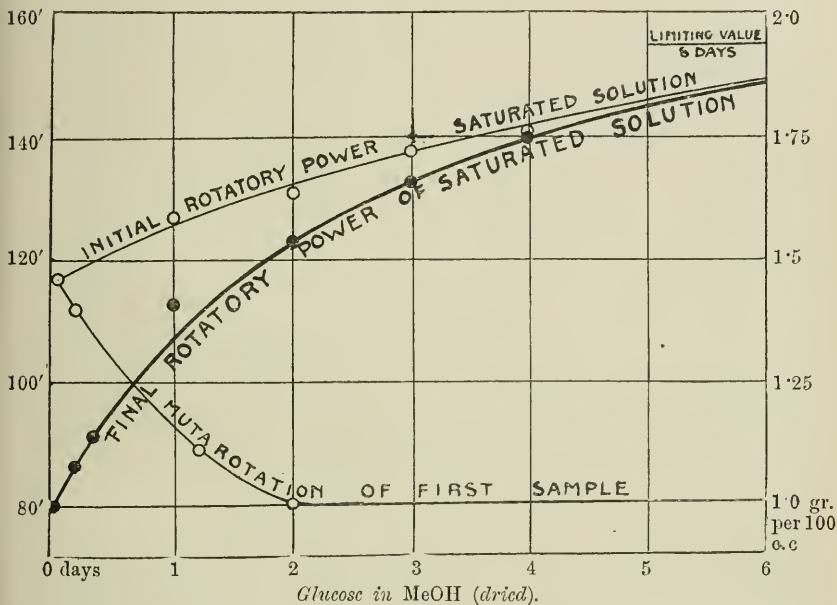 160′
2·0
LIMITING VALUE
6 DAYS
140′
1·75
INITIAL ROTATORY POWER SATURATED SOLUTION
120′
1·5
FINAL ROTATORY POWER OF SATURATED SOLUTION
100′
1·25
MUTAROTATION OF FIRST SAMPLE
80′
1·0 gr.
per 100
c.c
0 days 1 2 3 4 5 6
Glucose in MeOH (dried).